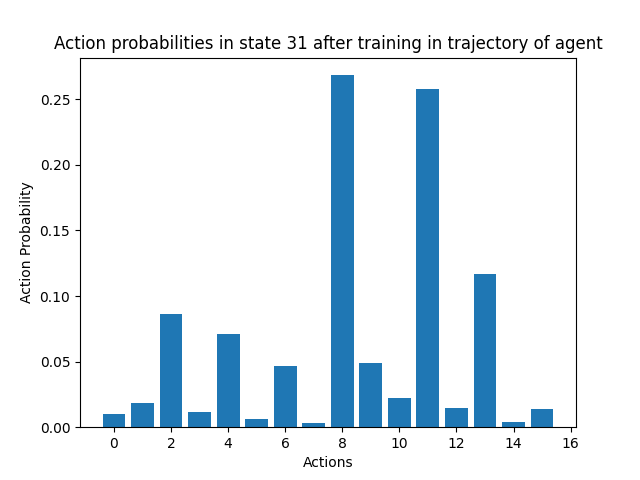 Action probabilities in state 31 after training in trajectory of agent
0.25
0.20
0.15
0.10
0.05
0.00
Action Probability
0 2 4 6 8 10 12 14 16
Actions